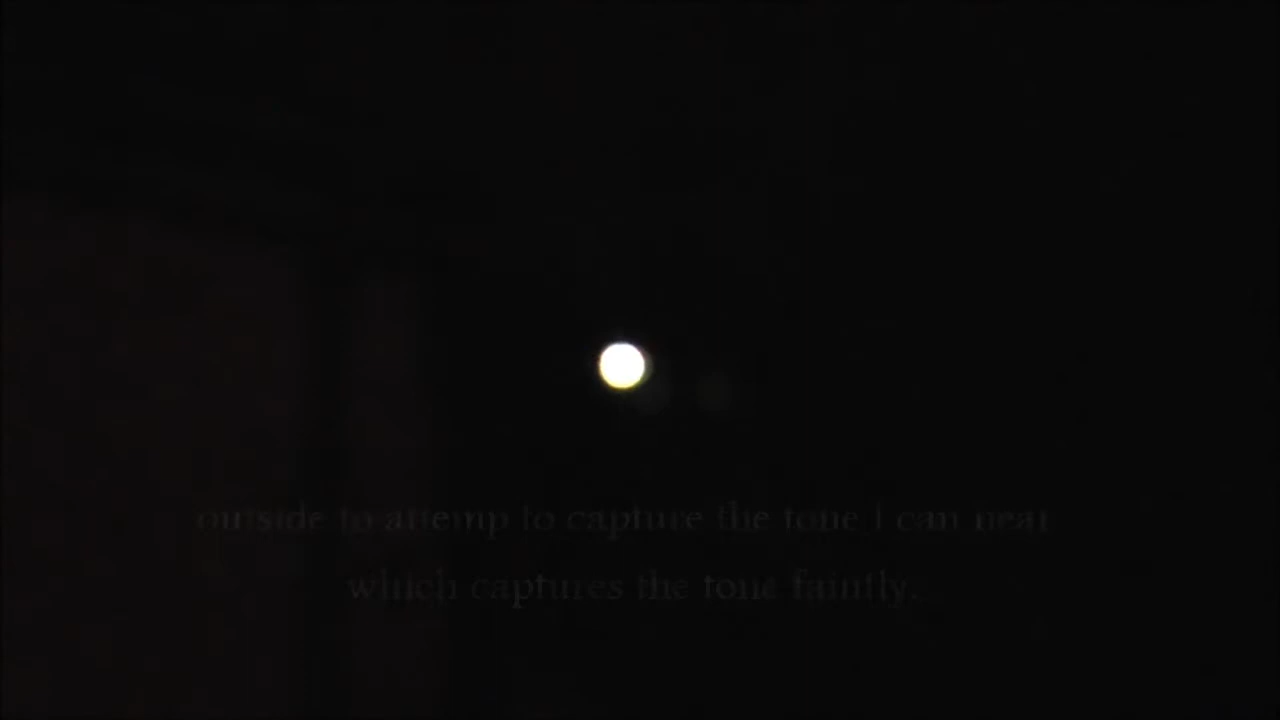 outside to attemp to capture the tone I can hear
which captures the tone faintly..